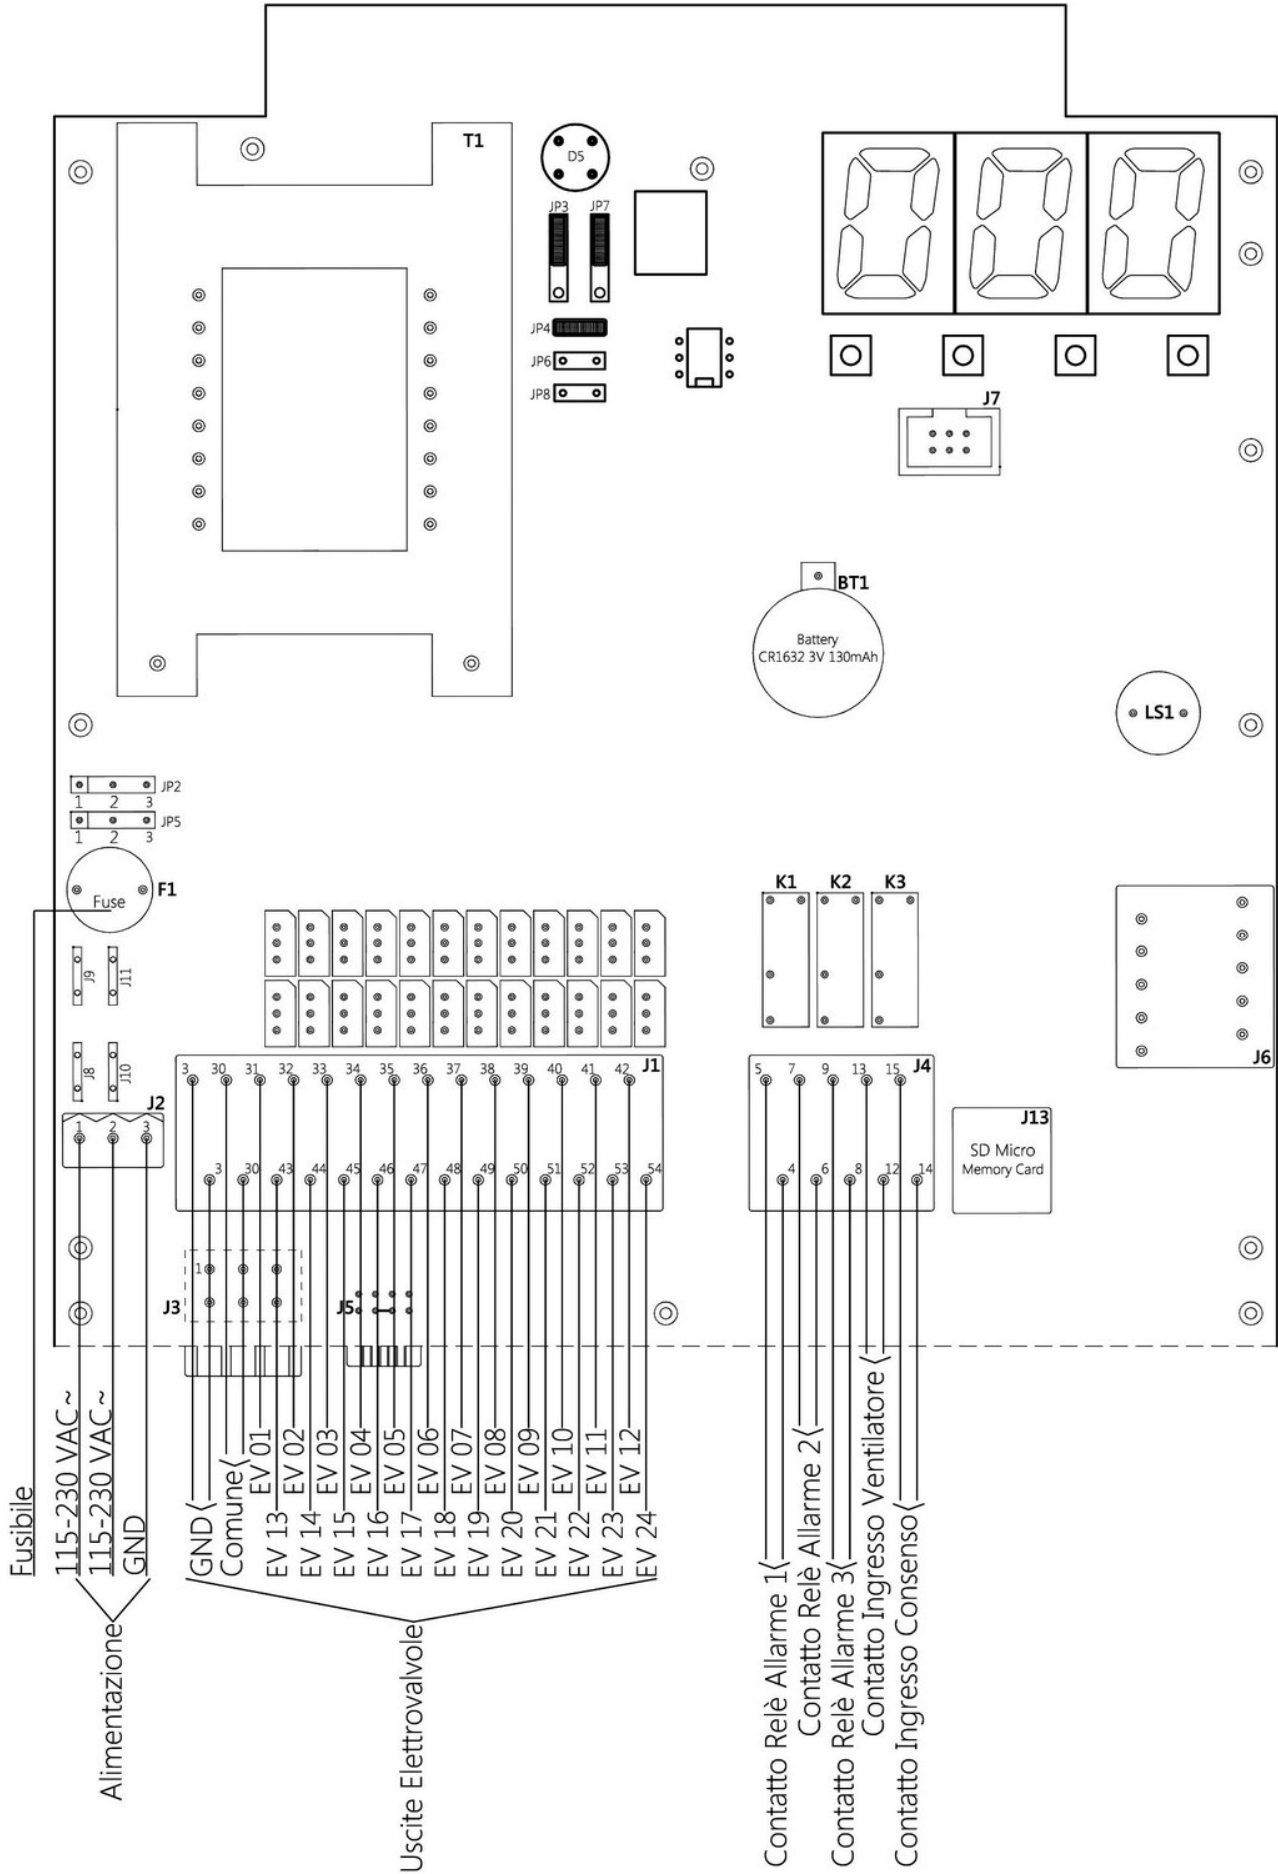 T1
D5
JP3
JP7
JP4
JP6
JP8
J7
BT1
Battery
CR1632 3V 130mAh
LS1
JP2
1 2 3
JP5
1 2 3
F1
Fuse
K1 K2 K3
J9
J11
J8
J10
J6
J1
3 30 31 32 33 34 35 36 37 38 39 40 41 42
3 30 43 44 45 46 47 48 49 50 51 52 53 54
J4
5 7 9 13 15
4 6 8 12 14
J2
1 2 3
J13
SD Micro
Memory Card
J3
1
J5
Fusibile
115-230 VAC~
115-230 VAC~
GND
Alimentazione
GND
Comune
EV 01
EV 02
EV 03
EV 04
EV 05
EV 06
EV 07
EV 08
EV 09
EV 10
EV 11
EV 12
EV 13
EV 14
EV 15
EV 16
EV 17
EV 18
EV 19
EV 20
EV 21
EV 22
EV 23
EV 24
Uscite Elettrovalvole
Contatto Relè Allarme 1
Contatto Relè Allarme 2
Contatto Relè Allarme 3
Contatto Ingresso Ventilatore
Contatto Ingresso Consenso